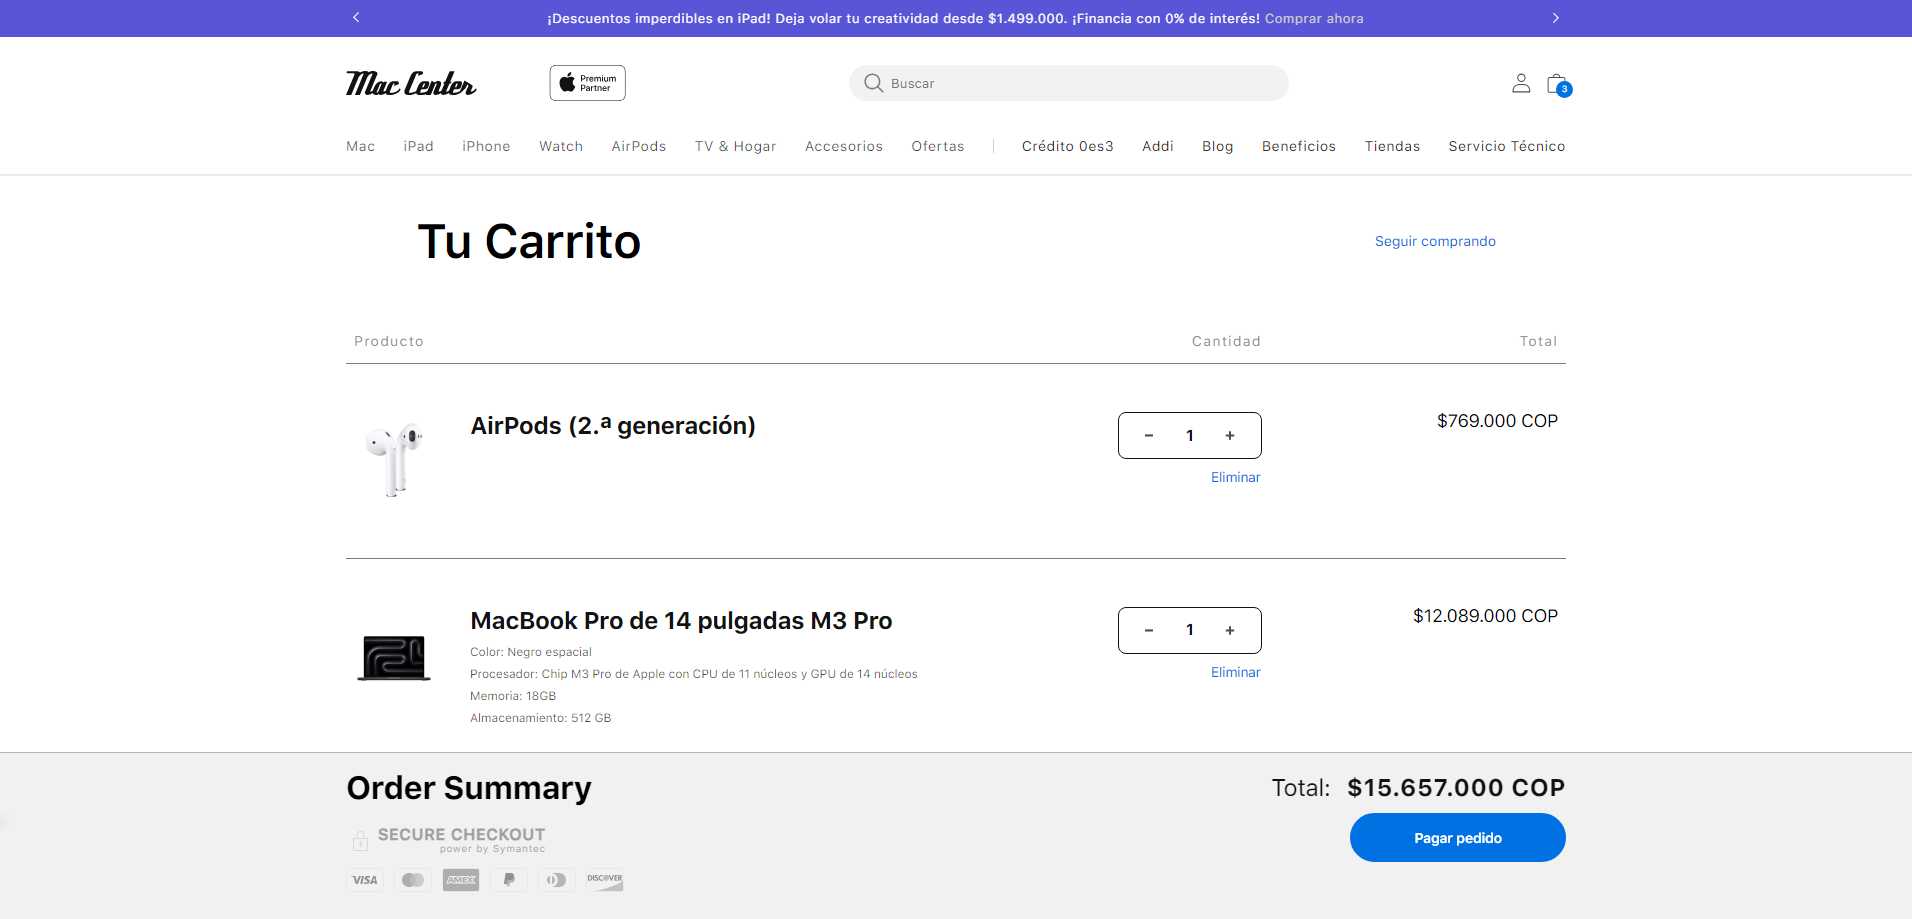 ¡Descuentos imperdibles en iPad! Deja volar tu creatividad desde $1.499.000. ¡Financia con 0% de interés! Comprar ahora
Mac Center
Premium
Partner
Buscar
3
Mac iPad iPhone Watch AirPods TV & Hogar Accesorios Ofertas Crédito 0es3 Addi Blog Beneficios Tiendas Servicio Técnico
Tu Carrito
Seguir comprando
Producto Cantidad Total
AirPods (2.ª generación)
- 1 +
$769.000 COP
Eliminar
MacBook Pro de 14 pulgadas M3 Pro
- 1 +
$12.089.000 COP
Color: Negro espacial
Procesador: Chip M3 Pro de Apple con CPU de 11 núcleos y GPU de 14 núcleos
Eliminar
Memoria: 18GB
Almacenamiento: 512 GB
Order Summary
Total: $15.657.000 COP
SECURE CHECKOUT
power by Symantec
Pagar pedido
VISA AMEX DISCOVER